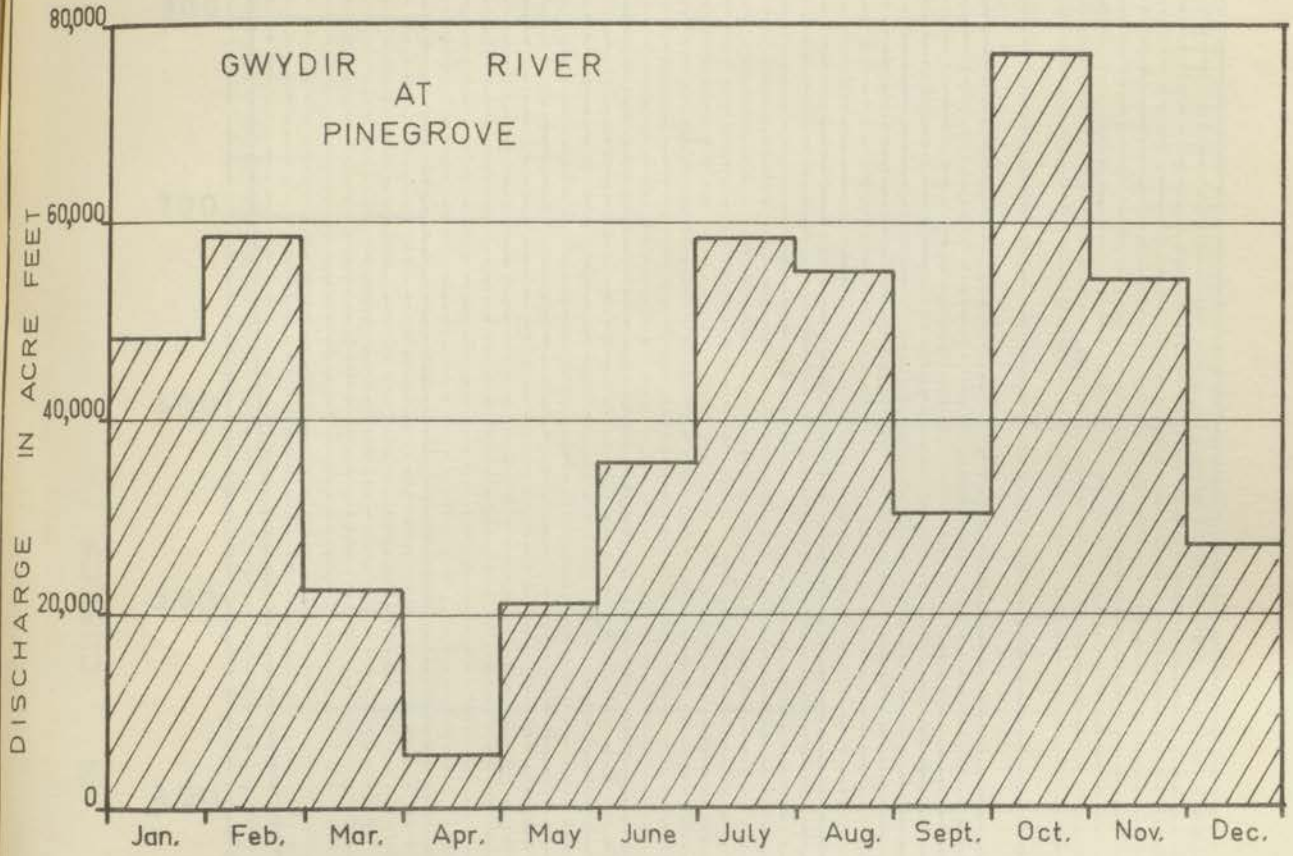 GWYDIR RIVER
AT
PINEGROVE
DISCHARGE IN ACRE FEET
80,000
60,000
40,000
20,000
0
Jan. Feb. Mar. Apr. May June July Aug. Sept. Oct. Nov. Dec.